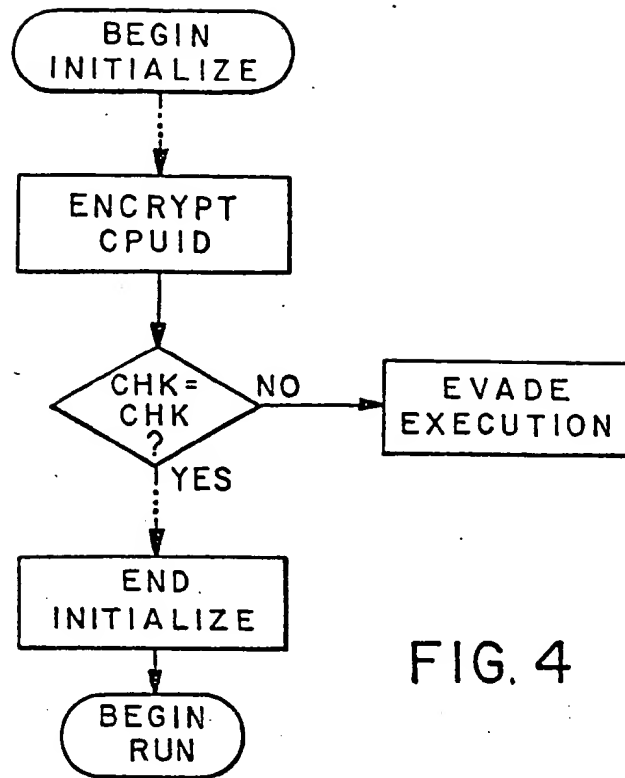 BEGIN
INITIALIZE
ENCRYPT
CPUID
CHK=
CHK
?
NO
EVADE
EXECUTION
YES
END
INITIALIZE
BEGIN
RUN
FIG. 4